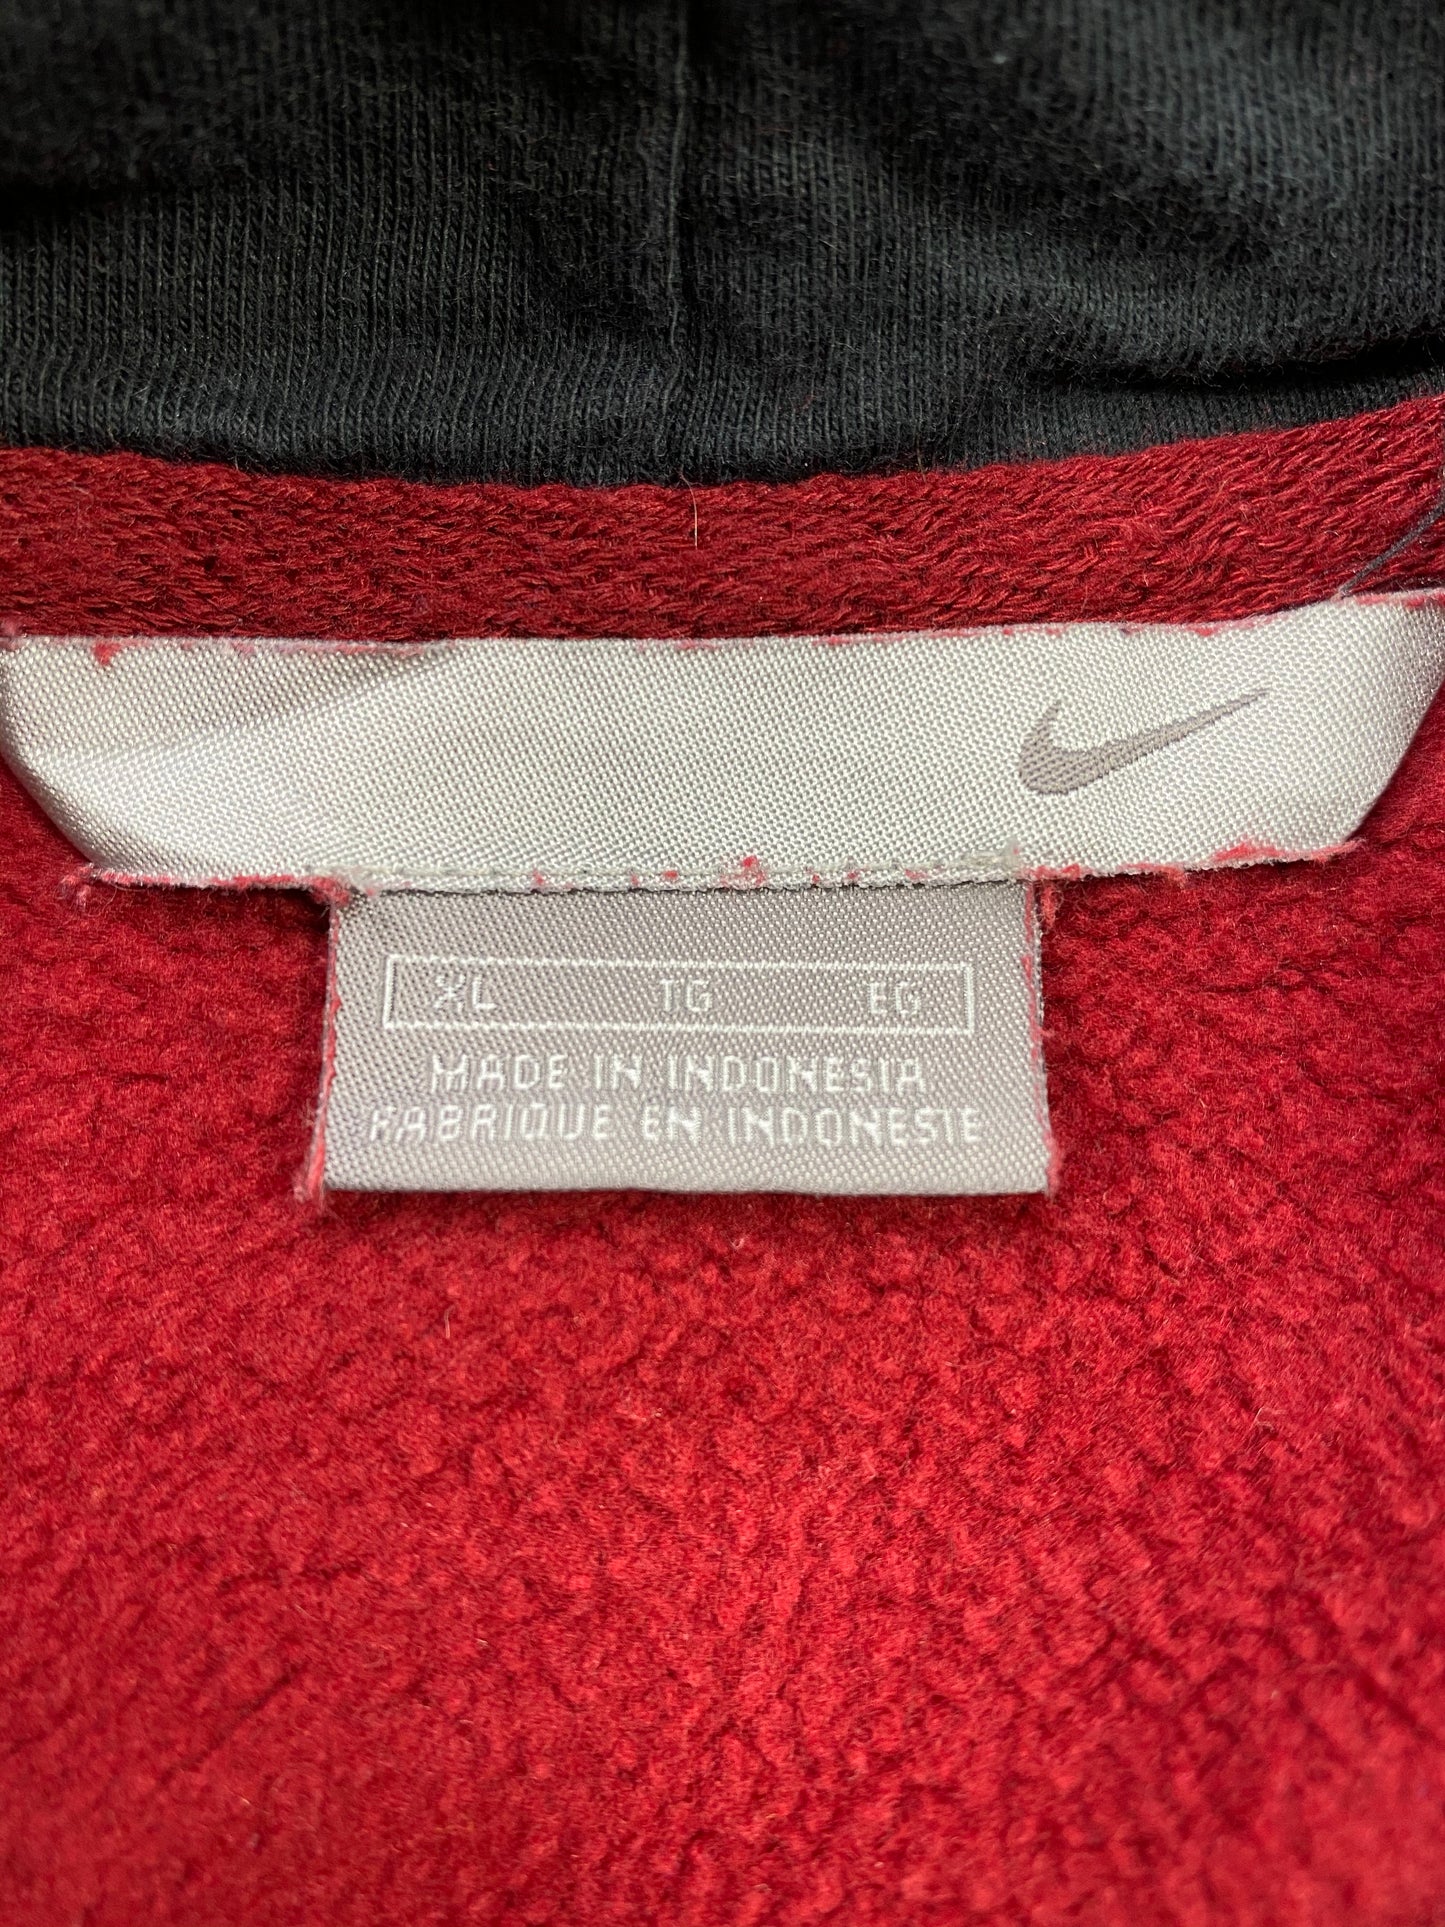 XL TG EG
MADE IN INDONESIA
FABRIQUE EN INDONESIE